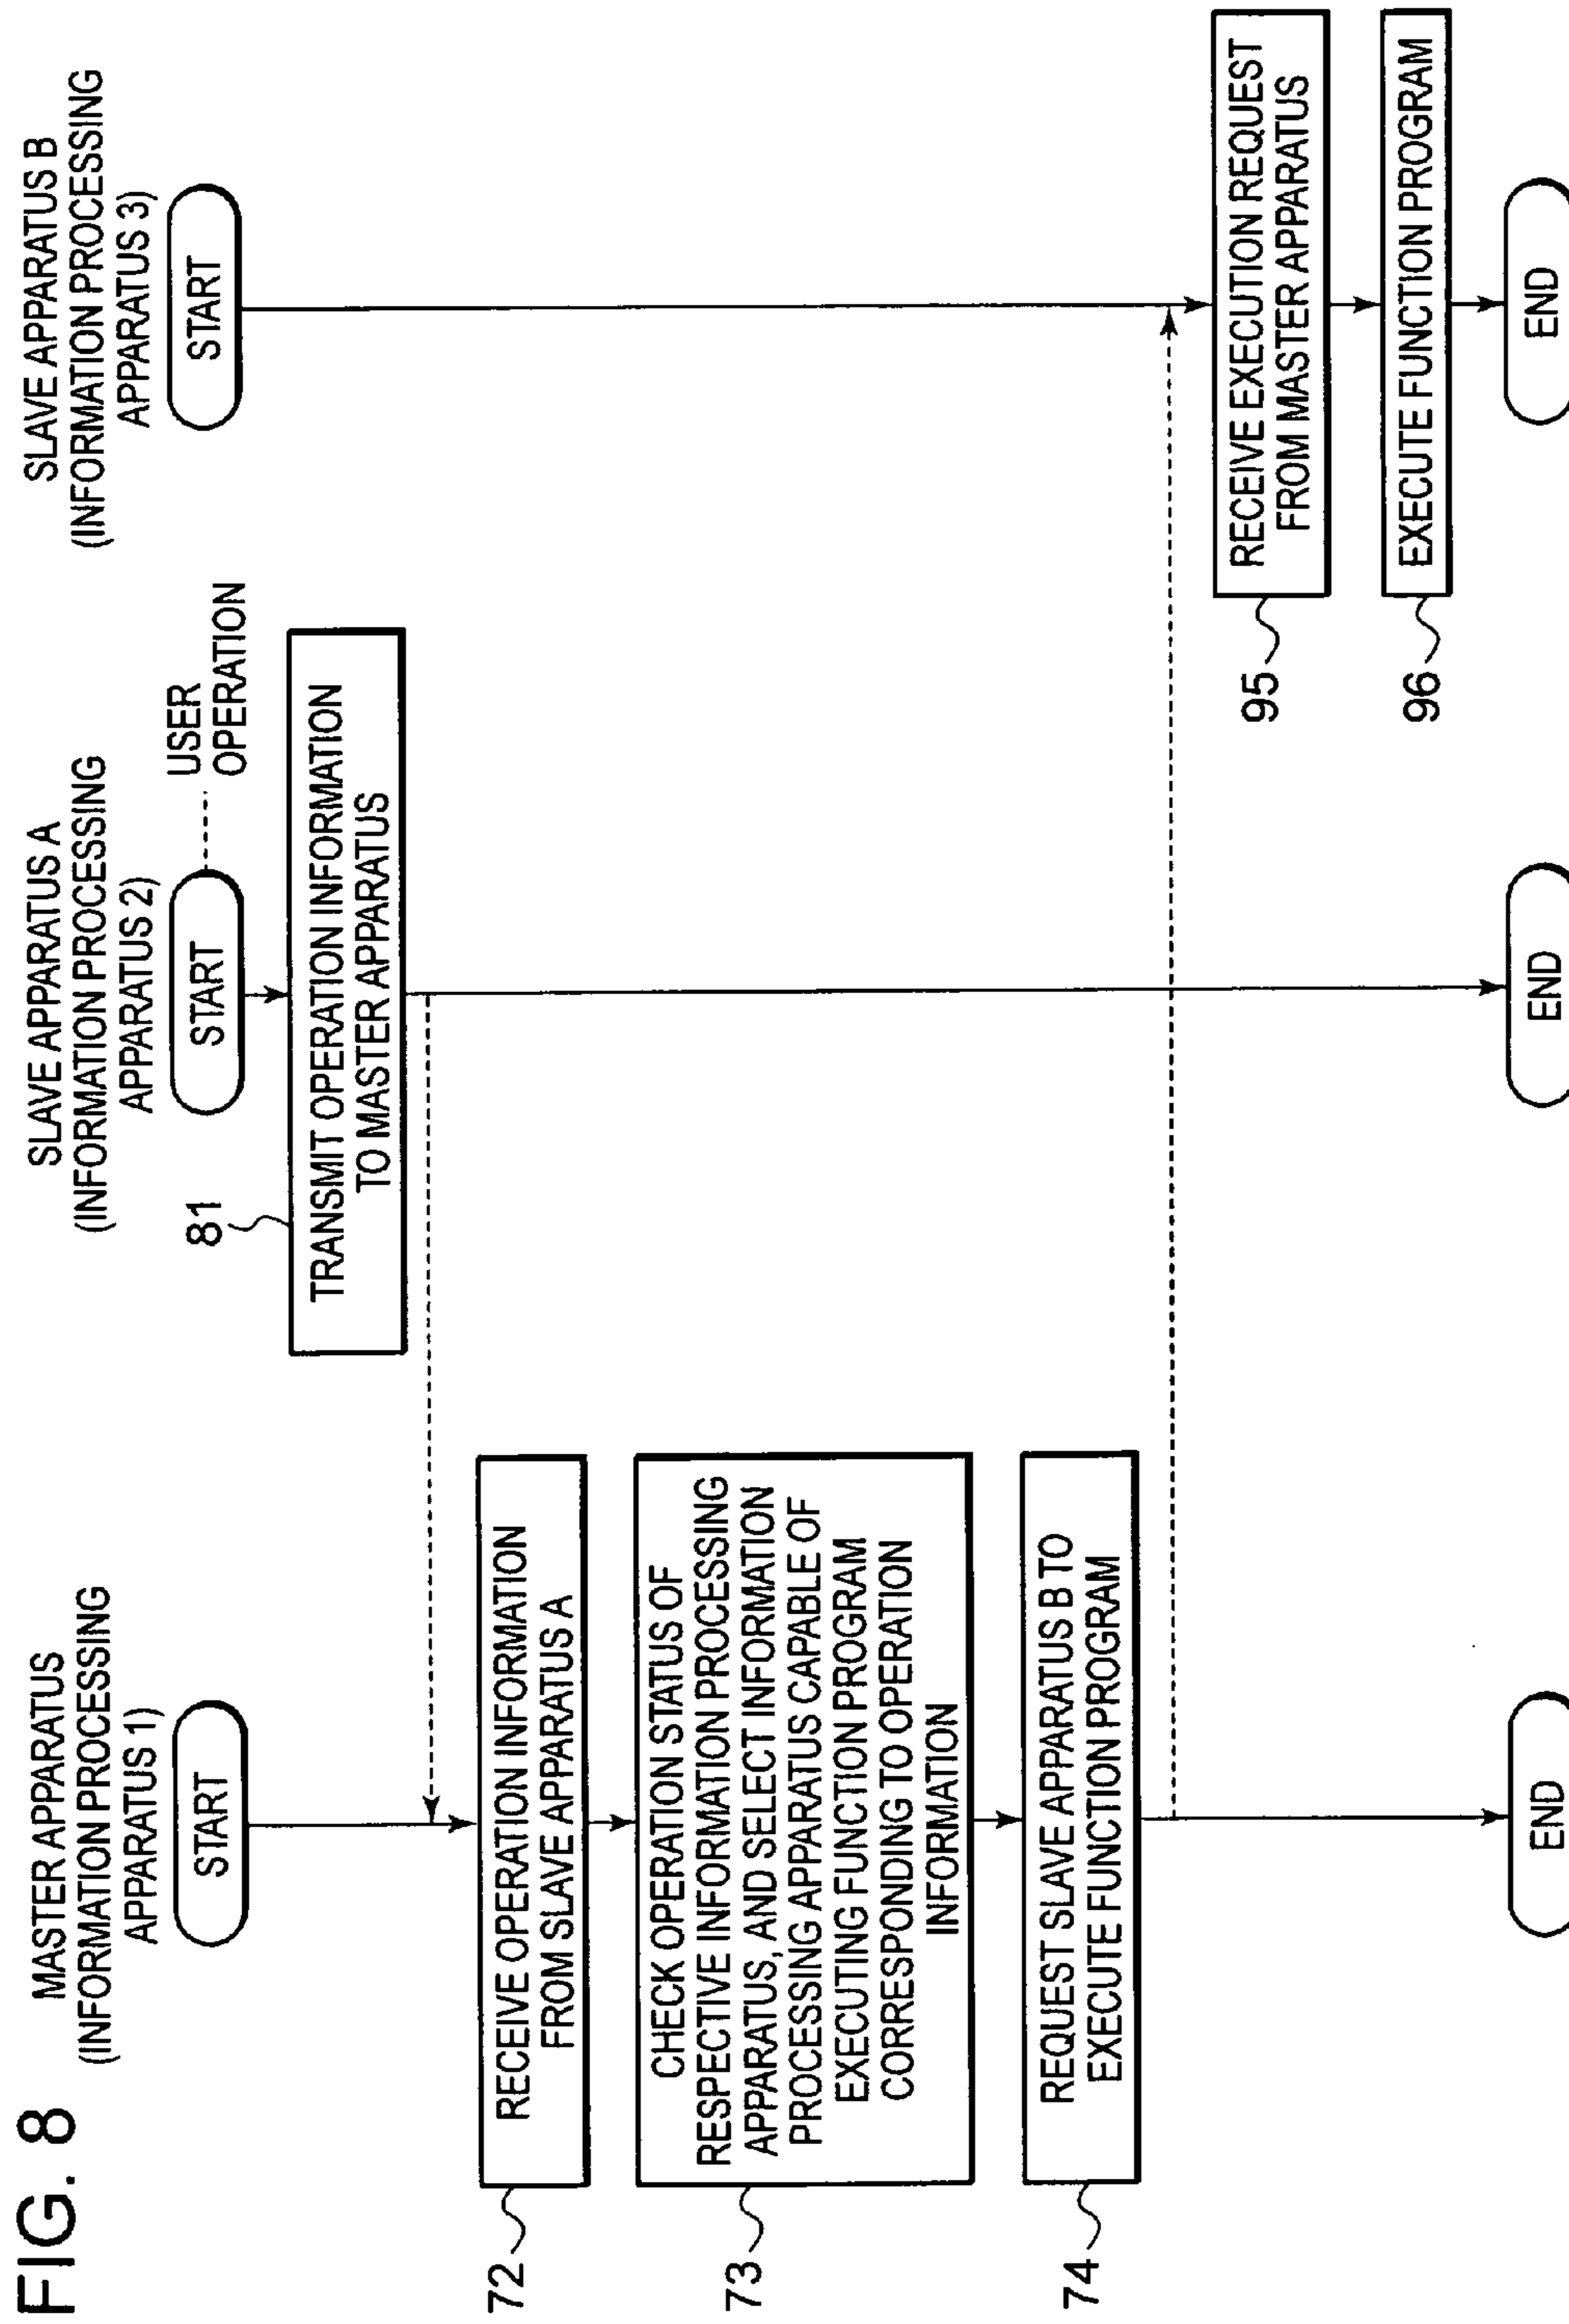 FIG. 8
MASTER APPARATUS
(INFORMATION PROCESSING
APPARATUS 1)
START
72
RECEIVE OPERATION INFORMATION
FROM SLAVE APPARATUS A
73
CHECK OPERATION STATUS OF
RESPECTIVE INFORMATION PROCESSING
APPARATUS, AND SELECT INFORMATION
PROCESSING APPARATUS CAPABLE OF
EXECUTING FUNCTION PROGRAM
CORRESPONDING TO OPERATION
INFORMATION
74
REQUEST SLAVE APPARATUS B TO
EXECUTE FUNCTION PROGRAM
END
SLAVE APPARATUS A
(INFORMATION PROCESSING
APPARATUS 2)
START
USER
OPERATION
81
TRANSMIT OPERATION INFORMATION
TO MASTER APPARATUS
END
SLAVE APPARATUS B
(INFORMATION PROCESSING
APPARATUS 3)
START
95
RECEIVE EXECUTION REQUEST
FROM MASTER APPARATUS
96
EXECUTE FUNCTION PROGRAM
END